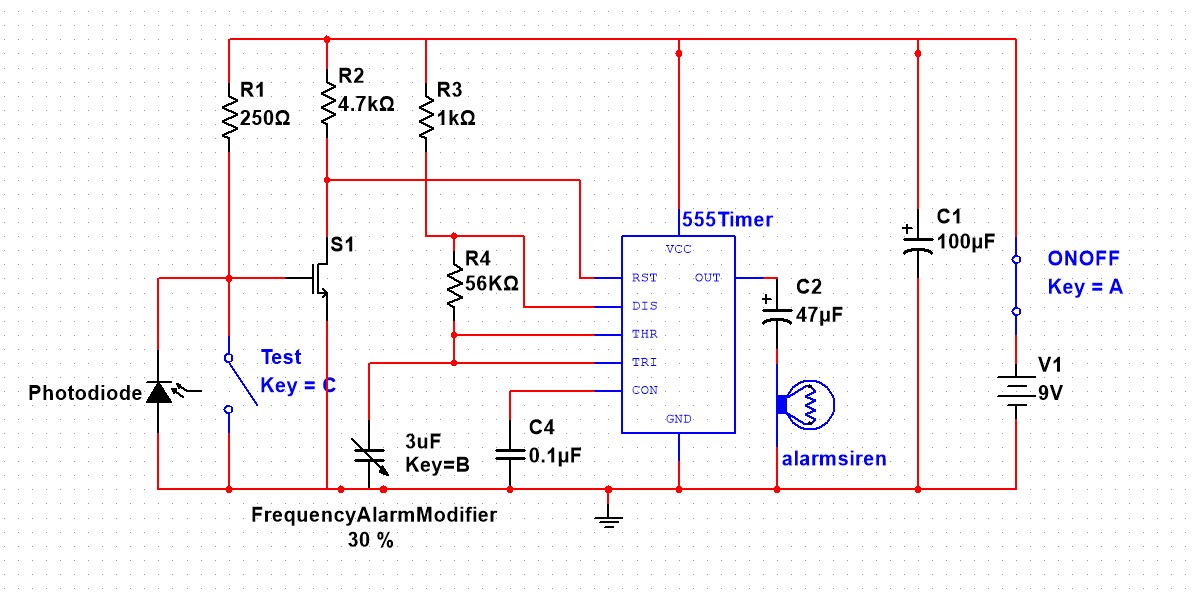 R1
250Ω
R2
4.7kΩ
R3
1kΩ
S1
R4
56KΩ
555Timer
VCC
RST
OUT
DIS
THR
TRI
CON
GND
C1
100µF
C2
47µF
ONOFF
Key = A
V1
9V
Test
Key = C
Photodiode
3uF
Key=B
C4
0.1µF
alarmsiren
FrequencyAlarmModifier
30 %
+
+